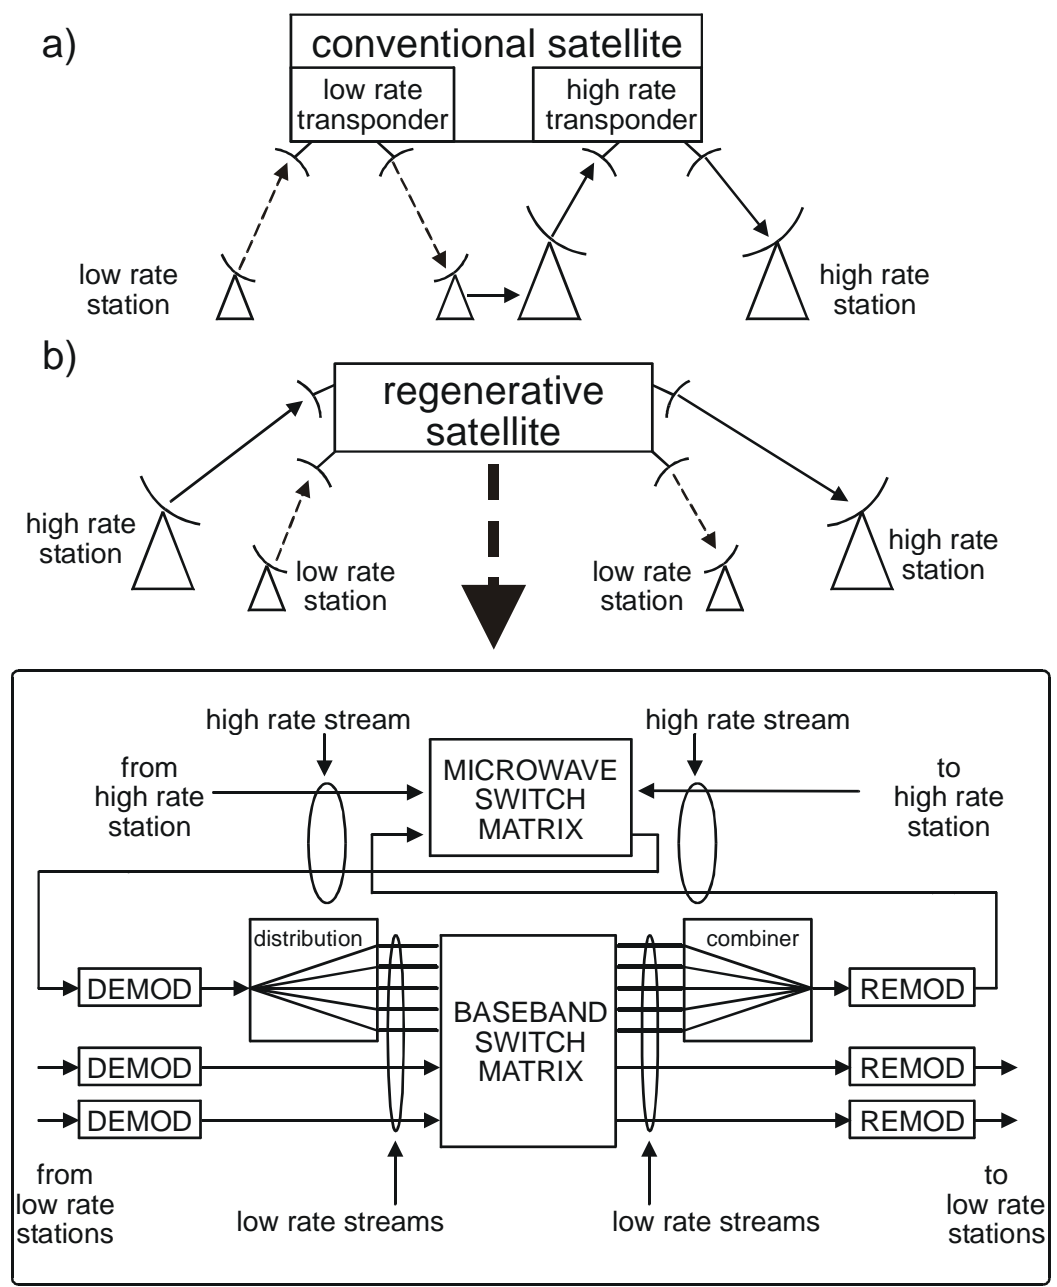 a)
conventional satellite
low rate
transponder
high rate
transponder
low rate
station
high rate
station
b)
regenerative
satellite
high rate
station
low rate
station
low rate
station
high rate
station
high rate stream
high rate stream
from
high rate
station
MICROWAVE
SWITCH
MATRIX
to
high rate
station
distribution
combiner
DEMOD
BASEBAND
SWITCH
MATRIX
REMOD
DEMOD
REMOD
DEMOD
REMOD
from
low rate
stations
to
low rate
stations
low rate streams
low rate streams